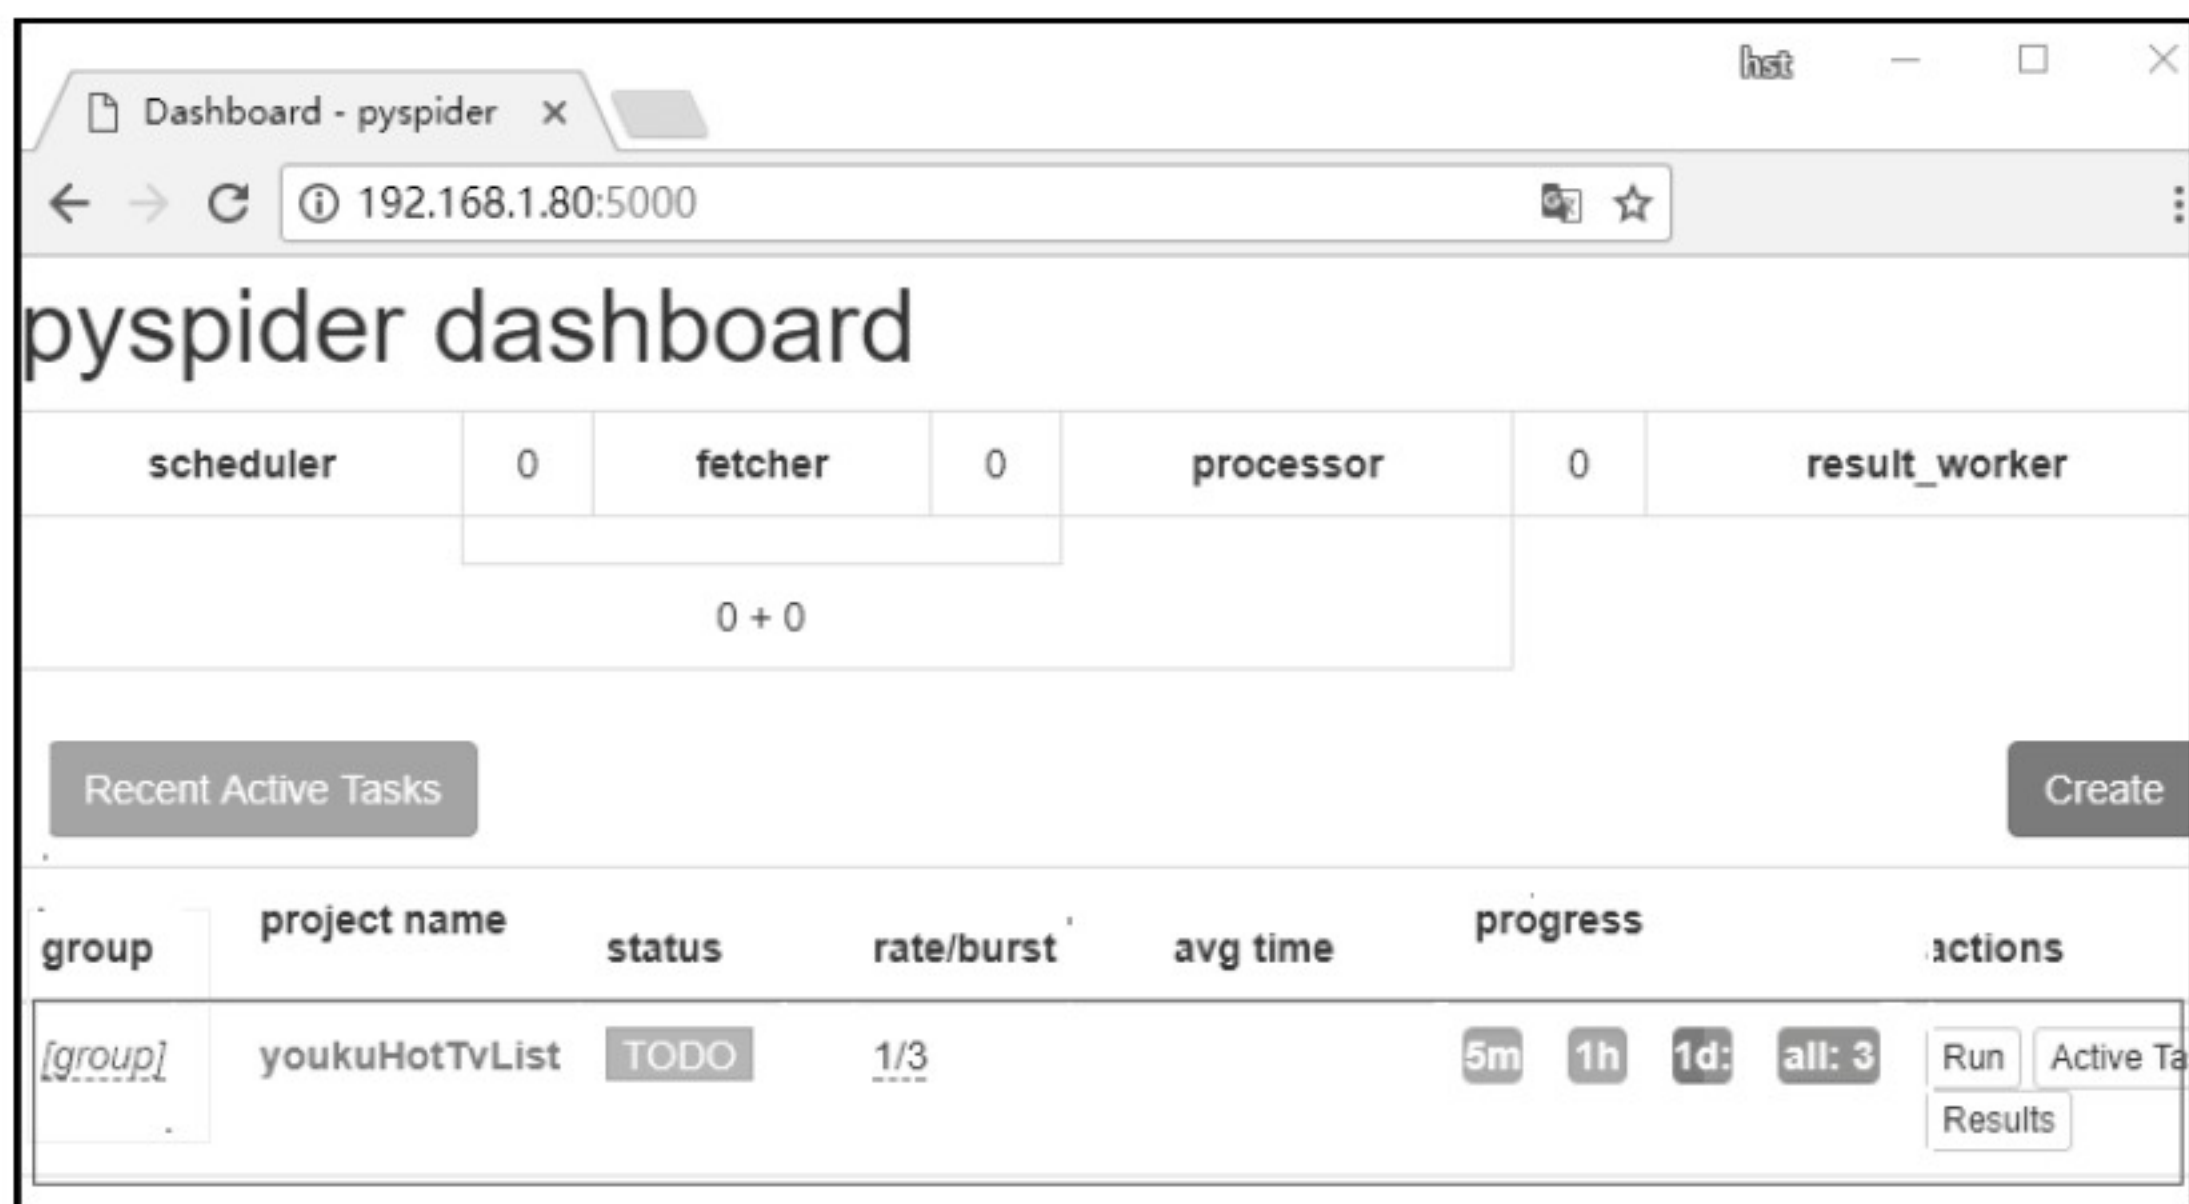 hst
Dashboard - pyspider
192.168.1.80:5000
pyspider dashboard
scheduler 0 fetcher 0 processor 0 result_worker
0 + 0
Recent Active Tasks Create
group project name status rate/burst avg time progress actions
[group] youkuHotTvList TODO 1/3 5m 1h 1d: all: 3 Run Active Ta
Results